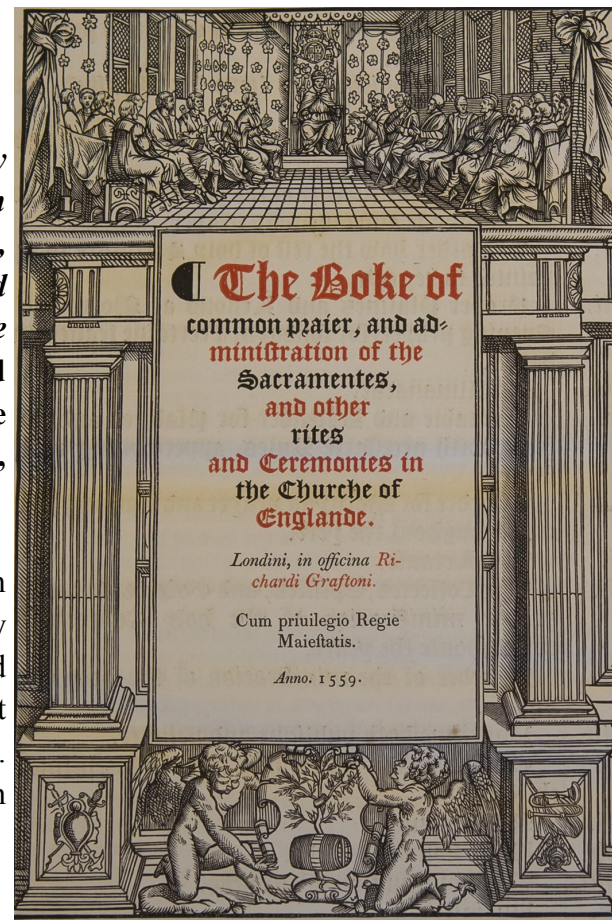 ¶ The Boke of
common praier, and ad-
ministration of the
Sacramentes,
and other
rites
and Ceremonies in
the Churche of
Englande.
Londini, in officina Ri-
chardi Graftoni.
Cum priuilegio Regie
Maieſtatis.
Anno. 1559.